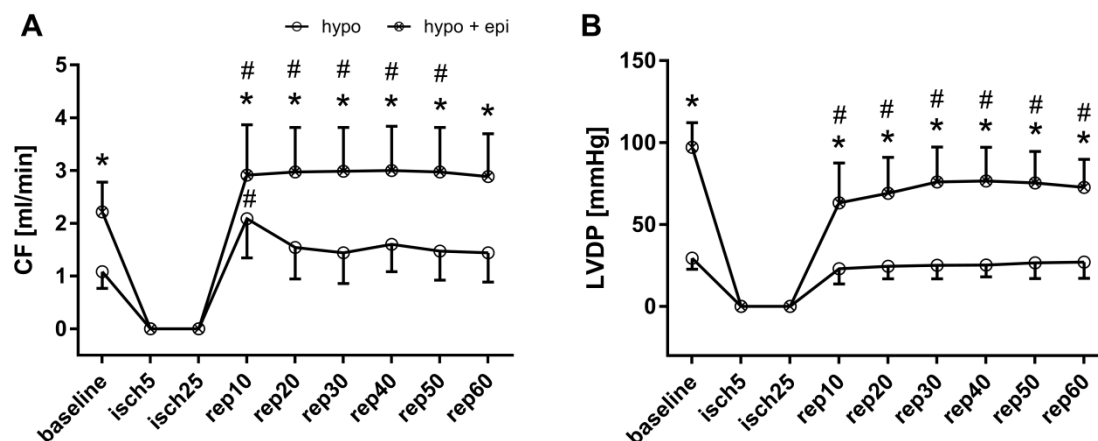 A
hypo
hypo + epi
CF [ml/min]
5
4
3
2
1
0
# # # # #
* * * * * *
*
#
baseline
isch5
isch25
rep10
rep20
rep30
rep40
rep50
rep60
B
LVDP [mmHg]
150
100
50
0
# # # # # #
* * * * * *
*
baseline
isch5
isch25
rep10
rep20
rep30
rep40
rep50
rep60